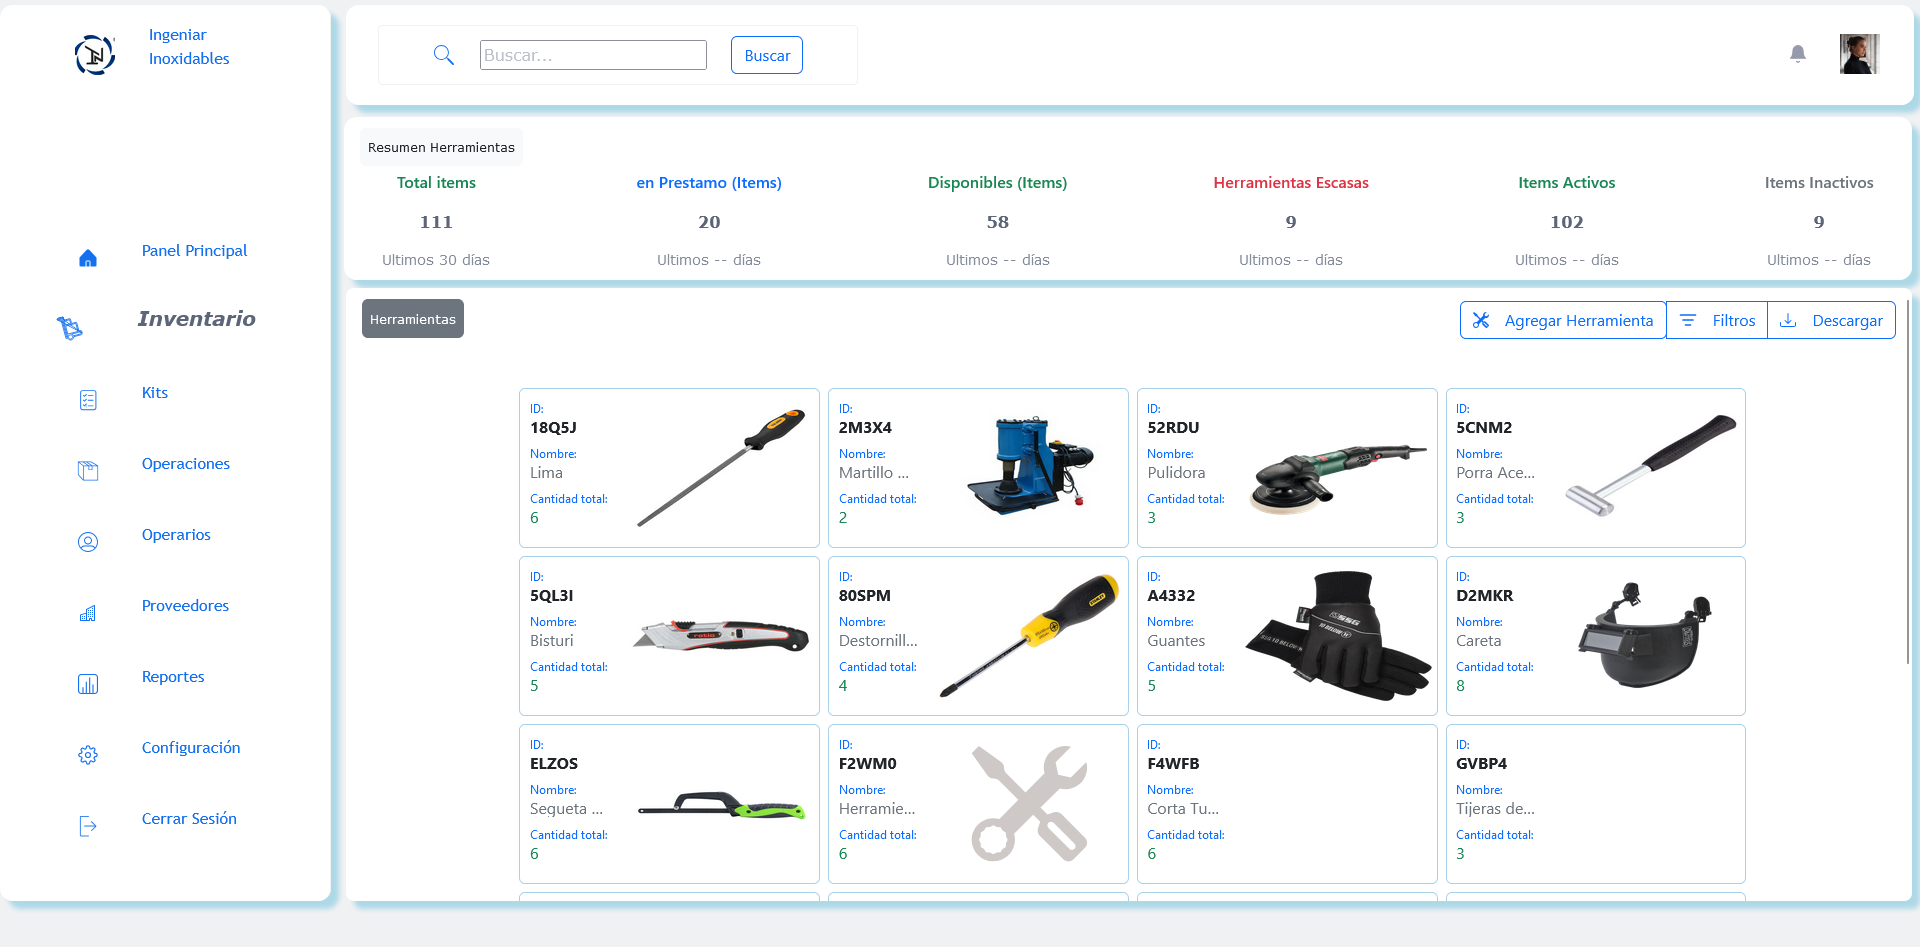 Ingeniar
Inoxidables
Buscar...
Buscar
Resumen Herramientas
Total items
en Prestamo (Items)
Disponibles (Items)
Herramientas Escasas
Items Activos
Items Inactivos
111
20
58
9
102
9
Ultimos 30 días
Ultimos -- días
Ultimos -- días
Ultimos -- días
Ultimos -- días
Ultimos -- días
Panel Principal
Inventario
Kits
Operaciones
Operarios
Proveedores
Reportes
Configuración
Cerrar Sesión
Herramientas
Agregar Herramienta
Filtros
Descargar
ID:
18Q5J
Nombre:
Lima
Cantidad total:
6
ID:
2M3X4
Nombre:
Martillo ...
Cantidad total:
2
ID:
52RDU
Nombre:
Pulidora
Cantidad total:
3
ID:
5CNM2
Nombre:
Porra Ace...
Cantidad total:
3
ID:
5QL3I
Nombre:
Bisturi
Cantidad total:
5
ID:
80SPM
Nombre:
Destornill...
Cantidad total:
4
STANLEY
ID:
A4332
Nombre:
Guantes
Cantidad total:
5
SSG
10 BELOW
ID:
D2MKR
Nombre:
Careta
Cantidad total:
8
ID:
ELZOS
Nombre:
Segueta ...
Cantidad total:
6
ID:
F2WM0
Nombre:
Herramie...
Cantidad total:
6
ID:
F4WFB
Nombre:
Corta Tu...
Cantidad total:
6
ID:
GVBP4
Nombre:
Tijeras de...
Cantidad total:
3